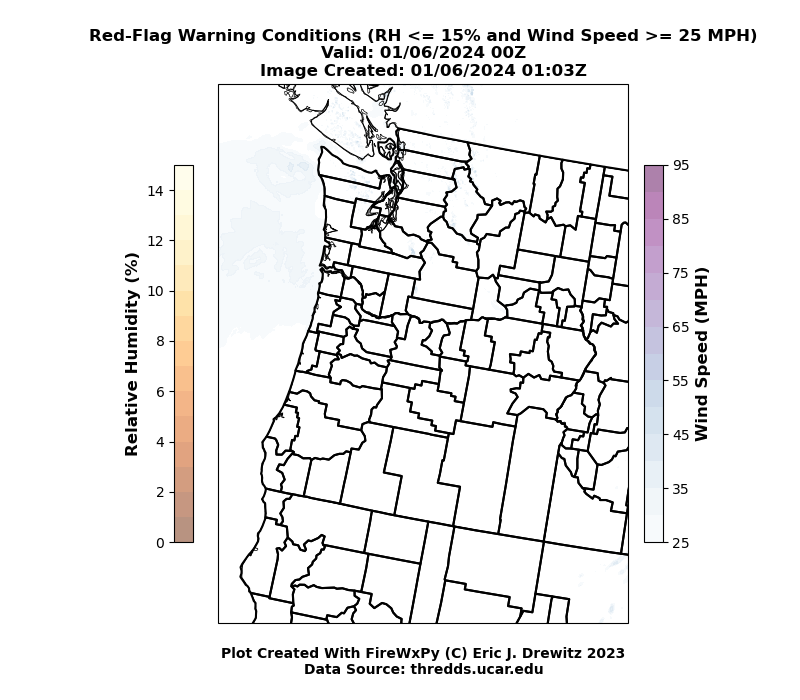 Red-Flag Warning Conditions (RH <= 15% and Wind Speed >= 25 MPH)
Valid: 01/06/2024 00Z
Image Created: 01/06/2024 01:03Z
Relative Humidity (%)
14
12
10
8
6
4
2
0
95
85
75
65
55
45
35
25
Wind Speed (MPH)
Plot Created With FireWxPy (C) Eric J. Drewitz 2023
Data Source: thredds.ucar.edu